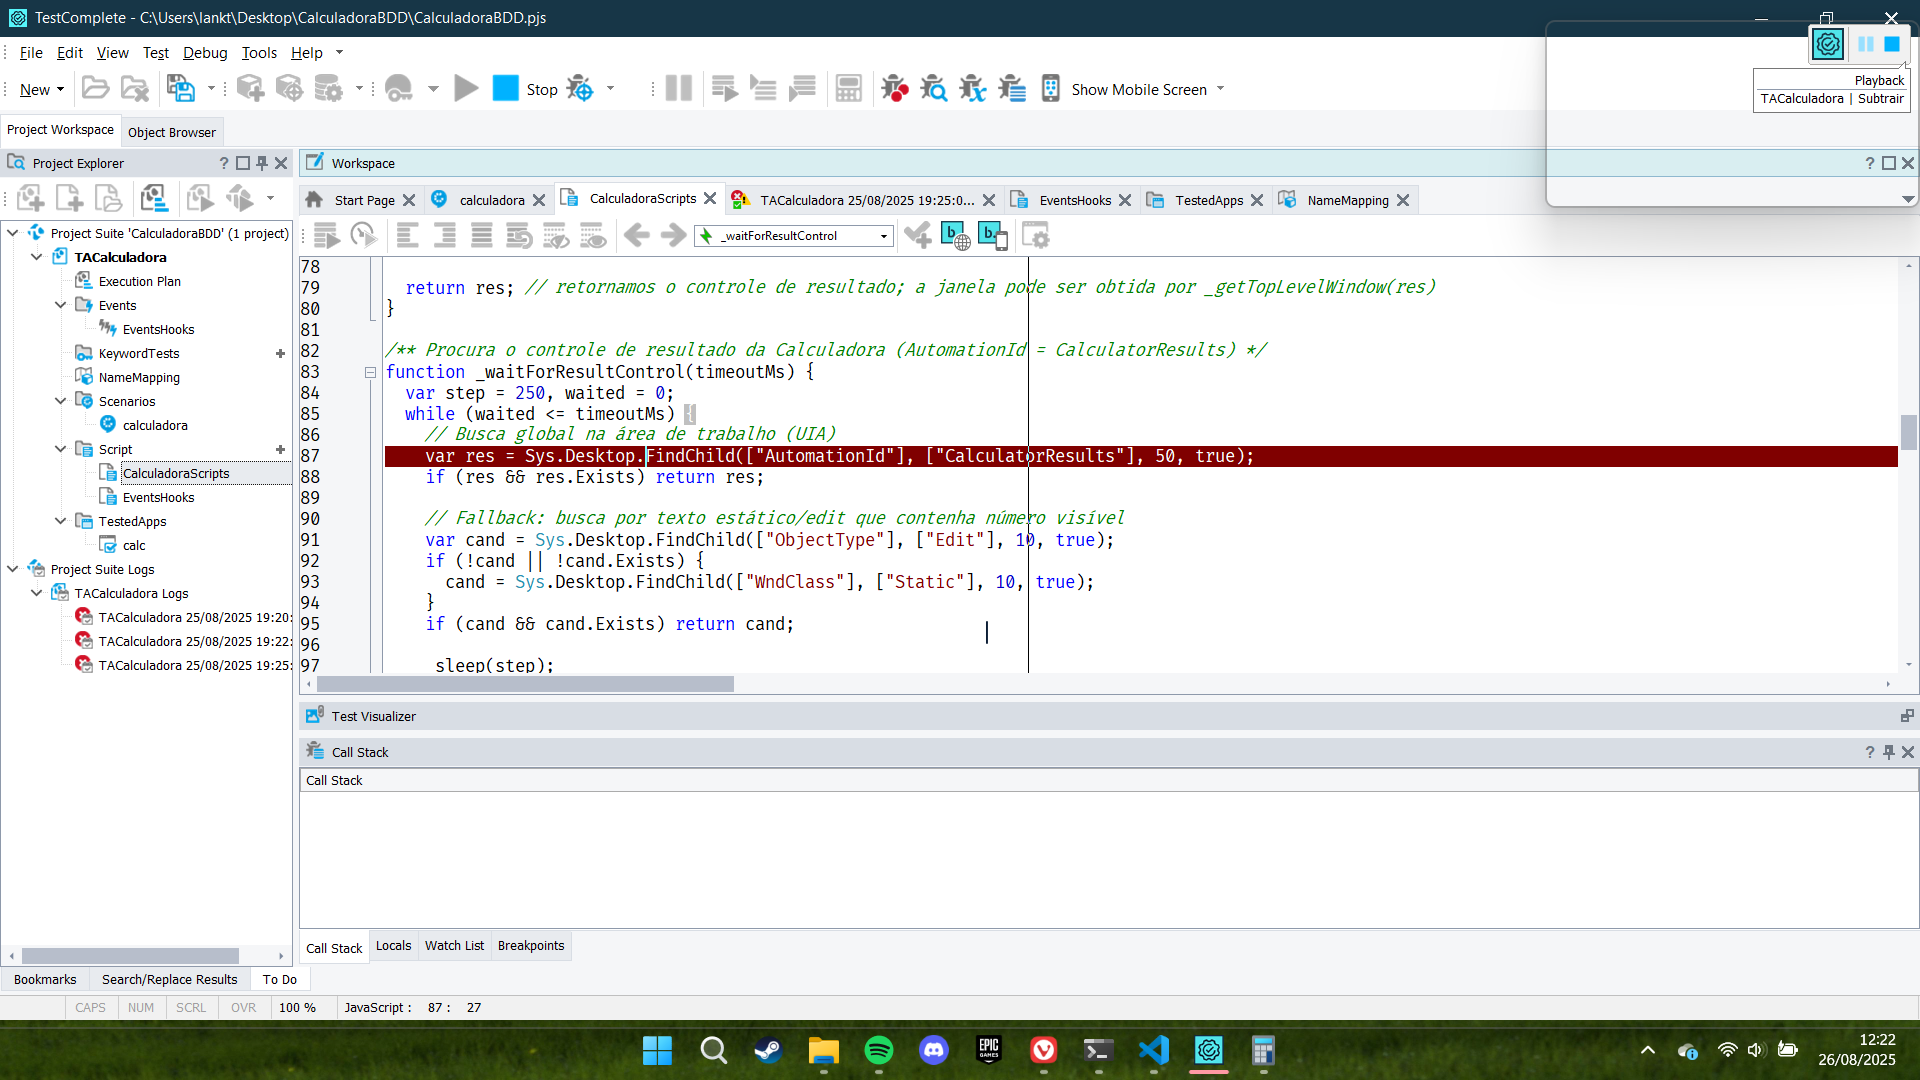 TestComplete - C:\Users\lankt\Desktop\CalculadoraBDD\CalculadoraBDD.pjs
File Edit View Test Debug Tools Help
New Stop Show Mobile Screen
Playback
TACalculadora | Subtrair
Project Workspace Object Browser
Project Explorer
Workspace
Start Page calculadora CalculadoraScripts TACalculadora 25/08/2025 19:25:0... EventsHooks TestedApps NameMapping
_waitForResultControl
Project Suite 'CalculadoraBDD' (1 project)
TACalculadora
Execution Plan
Events
EventsHooks
KeywordTests
NameMapping
Scenarios
calculadora
Script
CalculadoraScripts
EventsHooks
TestedApps
calc
Project Suite Logs
TACalculadora Logs
TACalculadora 25/08/2025 19:20:
TACalculadora 25/08/2025 19:22:
TACalculadora 25/08/2025 19:25:
78
79 return res; // retornamos o controle de resultado; a janela pode ser obtida por _getTopLevelWindow(res)
80 }
81
82 /** Procura o controle de resultado da Calculadora (AutomationId = CalculatorResults) */
83 function _waitForResultControl(timeoutMs) {
84 var step = 250, waited = 0;
85 while (waited <= timeoutMs) {
86 // Busca global na área de trabalho (UIA)
87 var res = Sys.Desktop.FindChild(["AutomationId"], ["CalculatorResults"], 50, true);
88 if (res && res.Exists) return res;
89
90 // Fallback: busca por texto estático/edit que contenha número visível
91 var cand = Sys.Desktop.FindChild(["ObjectType"], ["Edit"], 10, true);
92 if (!cand || !cand.Exists) {
93 cand = Sys.Desktop.FindChild(["WndClass"], ["Static"], 10, true);
94 }
95 if (cand && cand.Exists) return cand;
96
97 sleep(step);
Test Visualizer
Call Stack
Call Stack
Call Stack Locals Watch List Breakpoints
Bookmarks Search/Replace Results To Do
CAPS NUM SCRL OVR 100 % JavaScript : 87 : 27
EPIC GAMES
12:22
26/08/2025